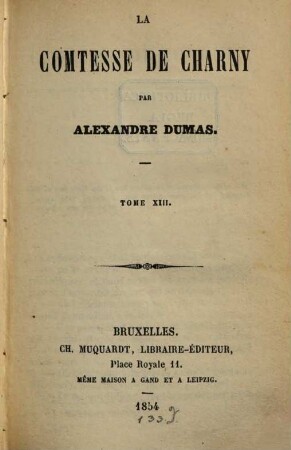 LA
COMTESSE DE CHARNY
PAR
ALEXANDRE DUMAS.
TOME XIII.
BRUXELLES.
CH. MUQUARDT, LIBRAIRE-ÉDITEUR,
Place Royale 11.
MÊME MAISON A GAND ET A LEIPZIG.
1854